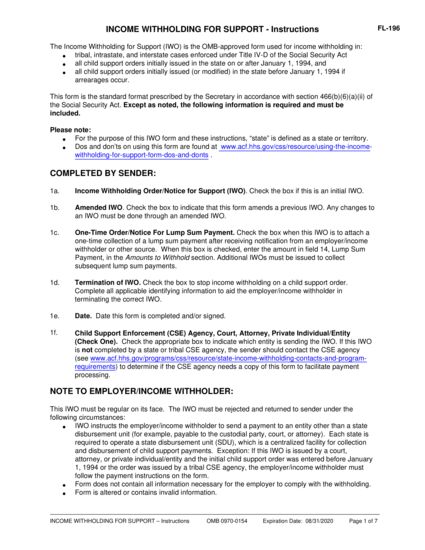 INCOME WITHHOLDING FOR SUPPORT - Instructions
FL-196
The Income Withholding for Support (IWO) is the OMB-approved form used for income withholding in:
• tribal, intrastate, and interstate cases enforced under Title IV-D of the Social Security Act
• all child support orders initially issued in the state on or after January 1, 1994, and
• all child support orders initially issued (or modified) in the state before January 1, 1994 if
arrearages occur.
This form is the standard format prescribed by the Secretary in accordance with section 466(b)(6)(a)(ii) of
the Social Security Act. Except as noted, the following information is required and must be
included.
Please note:
• For the purpose of this IWO form and these instructions, “state” is defined as a state or territory.
• Dos and don'ts on using this form are found at www.acf.hhs.gov/css/resource/using-the-income-
withholding-for-support-form-dos-and-donts .
COMPLETED BY SENDER:
1a. Income Withholding Order/Notice for Support (IWO). Check the box if this is an initial IWO.
1b. Amended IWO. Check the box to indicate that this form amends a previous IWO. Any changes to
an IWO must be done through an amended IWO.
1c. One-Time Order/Notice For Lump Sum Payment. Check the box when this IWO is to attach a
one-time collection of a lump sum payment after receiving notification from an employer/income
withholder or other source. When this box is checked, enter the amount in field 14, Lump Sum
Payment, in the Amounts to Withhold section. Additional IWOs must be issued to collect
subsequent lump sum payments.
1d. Termination of IWO. Check the box to stop income withholding on a child support order.
Complete all applicable identifying information to aid the employer/income withholder in
terminating the correct IWO.
1e. Date. Date this form is completed and/or signed.
1f. Child Support Enforcement (CSE) Agency, Court, Attorney, Private Individual/Entity
(Check One). Check the appropriate box to indicate which entity is sending the IWO. If this IWO
is not completed by a state or tribal CSE agency, the sender should contact the CSE agency
(see www.acf.hhs.gov/programs/css/resource/state-income-withholding-contacts-and-program-
requirements) to determine if the CSE agency needs a copy of this form to facilitate payment
processing.
NOTE TO EMPLOYER/INCOME WITHHOLDER:
This IWO must be regular on its face. The IWO must be rejected and returned to sender under the
following circumstances:
• IWO instructs the employer/income withholder to send a payment to an entity other than a state
disbursement unit (for example, payable to the custodial party, court, or attorney). Each state is
required to operate a state disbursement unit (SDU), which is a centralized facility for collection
and disbursement of child support payments. Exception: If this IWO is issued by a court,
attorney, or private individual/entity and the initial child support order was entered before January
1, 1994 or the order was issued by a tribal CSE agency, the employer/income withholder must
follow the payment instructions on the form.
• Form does not contain all information necessary for the employer to comply with the withholding.
• Form is altered or contains invalid information.
INCOME WITHHOLDING FOR SUPPORT – Instructions OMB 0970-0154 Expiration Date: 08/31/2020 Page 1 of 7